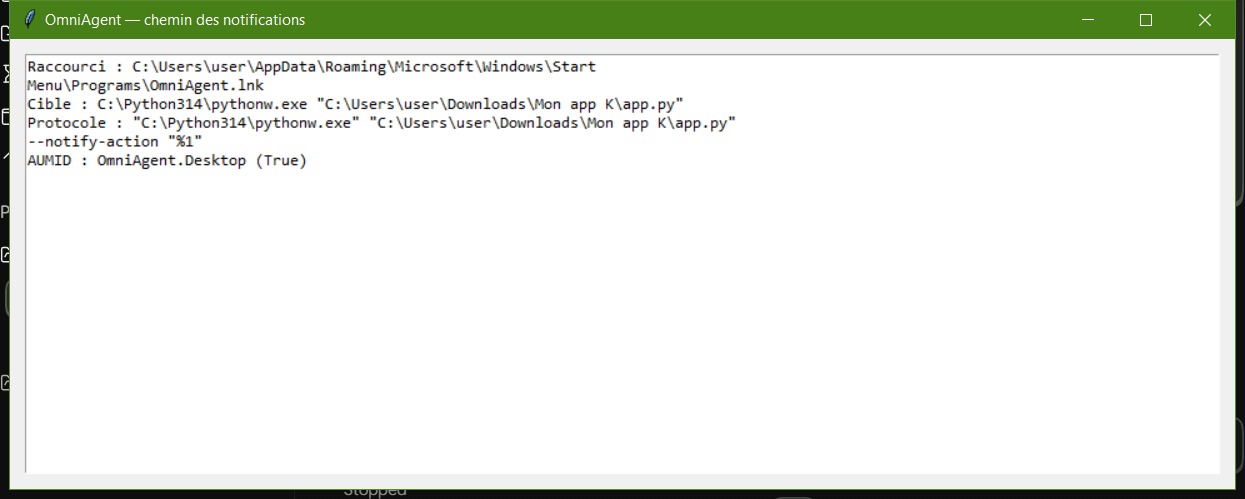 OmniAgent — chemin des notifications
Raccourci : C:\Users\user\AppData\Roaming\Microsoft\Windows\Start
Menu\Programs\OmniAgent.lnk
Cible : C:\Python314\pythonw.exe "C:\Users\user\Downloads\Mon app K\app.py"
Protocole : "C:\Python314\pythonw.exe" "C:\Users\user\Downloads\Mon app K\app.py"
--notify-action "%1"
AUMID : OmniAgent.Desktop (True)
P
Stopped